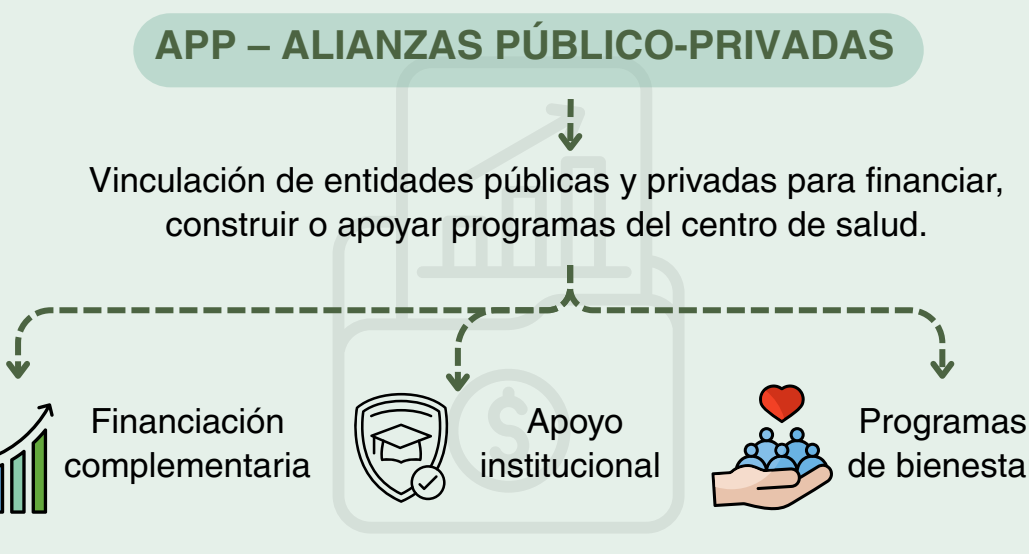 APP – ALIANZAS PÚBLICO-PRIVADAS
Vinculación de entidades públicas y privadas para financiar,
construir o apoyar programas del centro de salud.
Financiación
complementaria
Apoyo
institucional
Programas
de bienesta